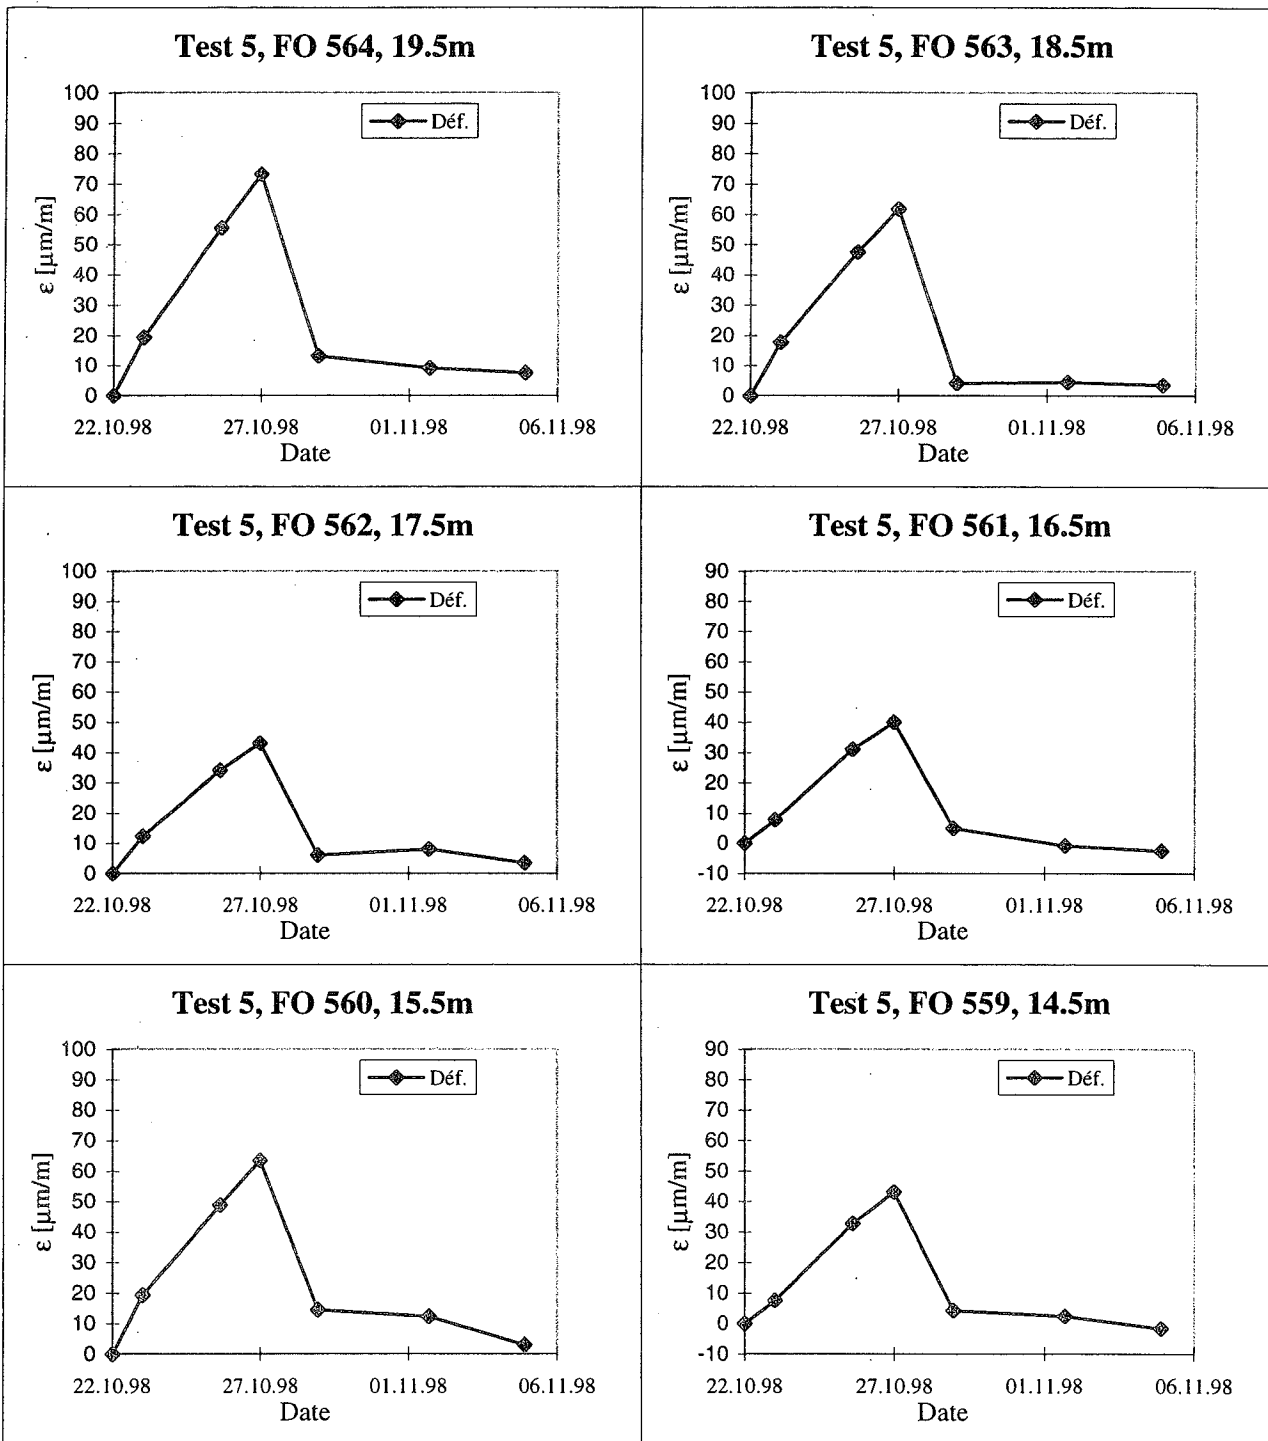 Test 5, FO 564, 19.5m
Déf.
100
90
80
70
60
50
40
30
20
10
0
ε [µm/m]
22.10.98 27.10.98 01.11.98 06.11.98
Date
Test 5, FO 563, 18.5m
Déf.
100
90
80
70
60
50
40
30
20
10
0
ε [µm/m]
22.10.98 27.10.98 01.11.98 06.11.98
Date
Test 5, FO 562, 17.5m
Déf.
100
90
80
70
60
50
40
30
20
10
0
ε [µm/m]
22.10.98 27.10.98 01.11.98 06.11.98
Date
Test 5, FO 561, 16.5m
Déf.
90
80
70
60
50
40
30
20
10
0
-10
ε [µm/m]
22.10.98 27.10.98 01.11.98 06.11.98
Date
Test 5, FO 560, 15.5m
Déf.
100
90
80
70
60
50
40
30
20
10
0
ε [µm/m]
22.10.98 27.10.98 01.11.98 06.11.98
Date
Test 5, FO 559, 14.5m
Déf.
90
80
70
60
50
40
30
20
10
0
-10
ε [µm/m]
22.10.98 27.10.98 01.11.98 06.11.98
Date